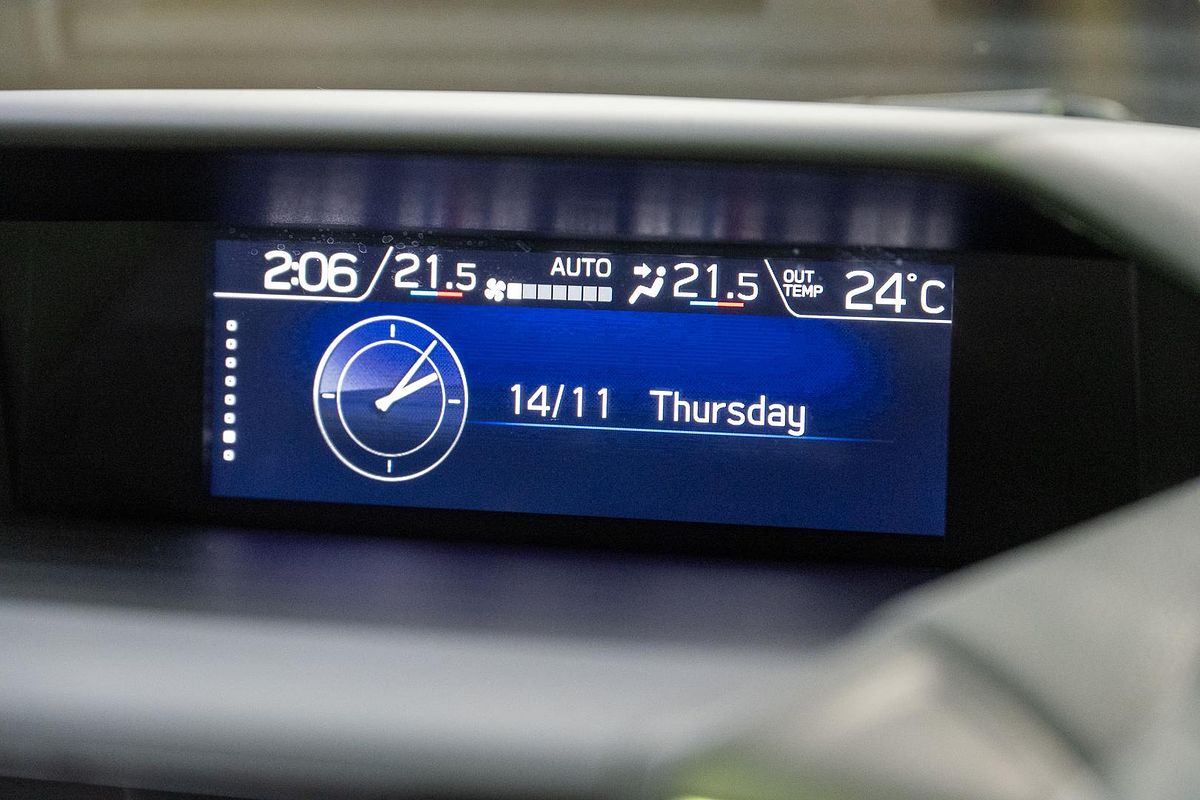 2:06 21.5 AUTO 21.5 OUT TEMP 24°C
14/11 Thursday